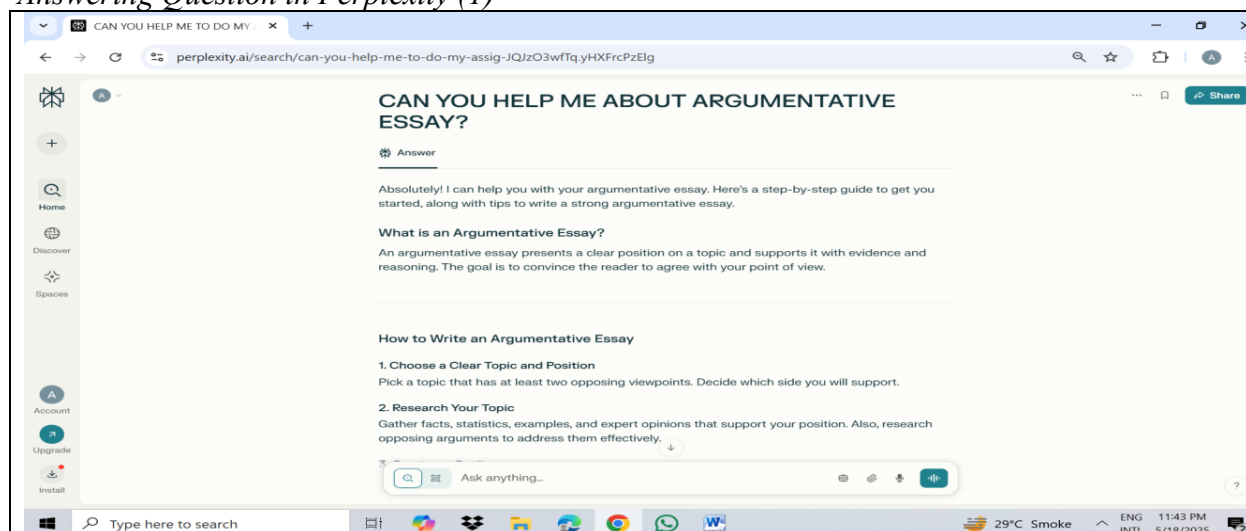 Answering Question in Perplexity (1)
CAN YOU HELP ME TO DO MY A
perplexity.ai/search/can-you-help-me-to-do-my-assig-JQJzO3wfTq.yHXFrcPzElg
A
CAN YOU HELP ME ABOUT ARGUMENTATIVE
ESSAY?
Share
Answer
Absolutely! I can help you with your argumentative essay. Here's a step-by-step guide to get you
started, along with tips to write a strong argumentative essay.
What is an Argumentative Essay?
An argumentative essay presents a clear position on a topic and supports it with evidence and
reasoning. The goal is to convince the reader to agree with your point of view.
How to Write an Argumentative Essay
1. Choose a Clear Topic and Position
Pick a topic that has at least two opposing viewpoints. Decide which side you will support.
2. Research Your Topic
Gather facts, statistics, examples, and expert opinions that support your position. Also, research
opposing arguments to address them effectively.
Ask anything...
Home
Discover
Spaces
A
Account
Upgrade
Install
?
Type here to search
W
29°C Smoke
ENG
INTL
11:43 PM
5/18/2025